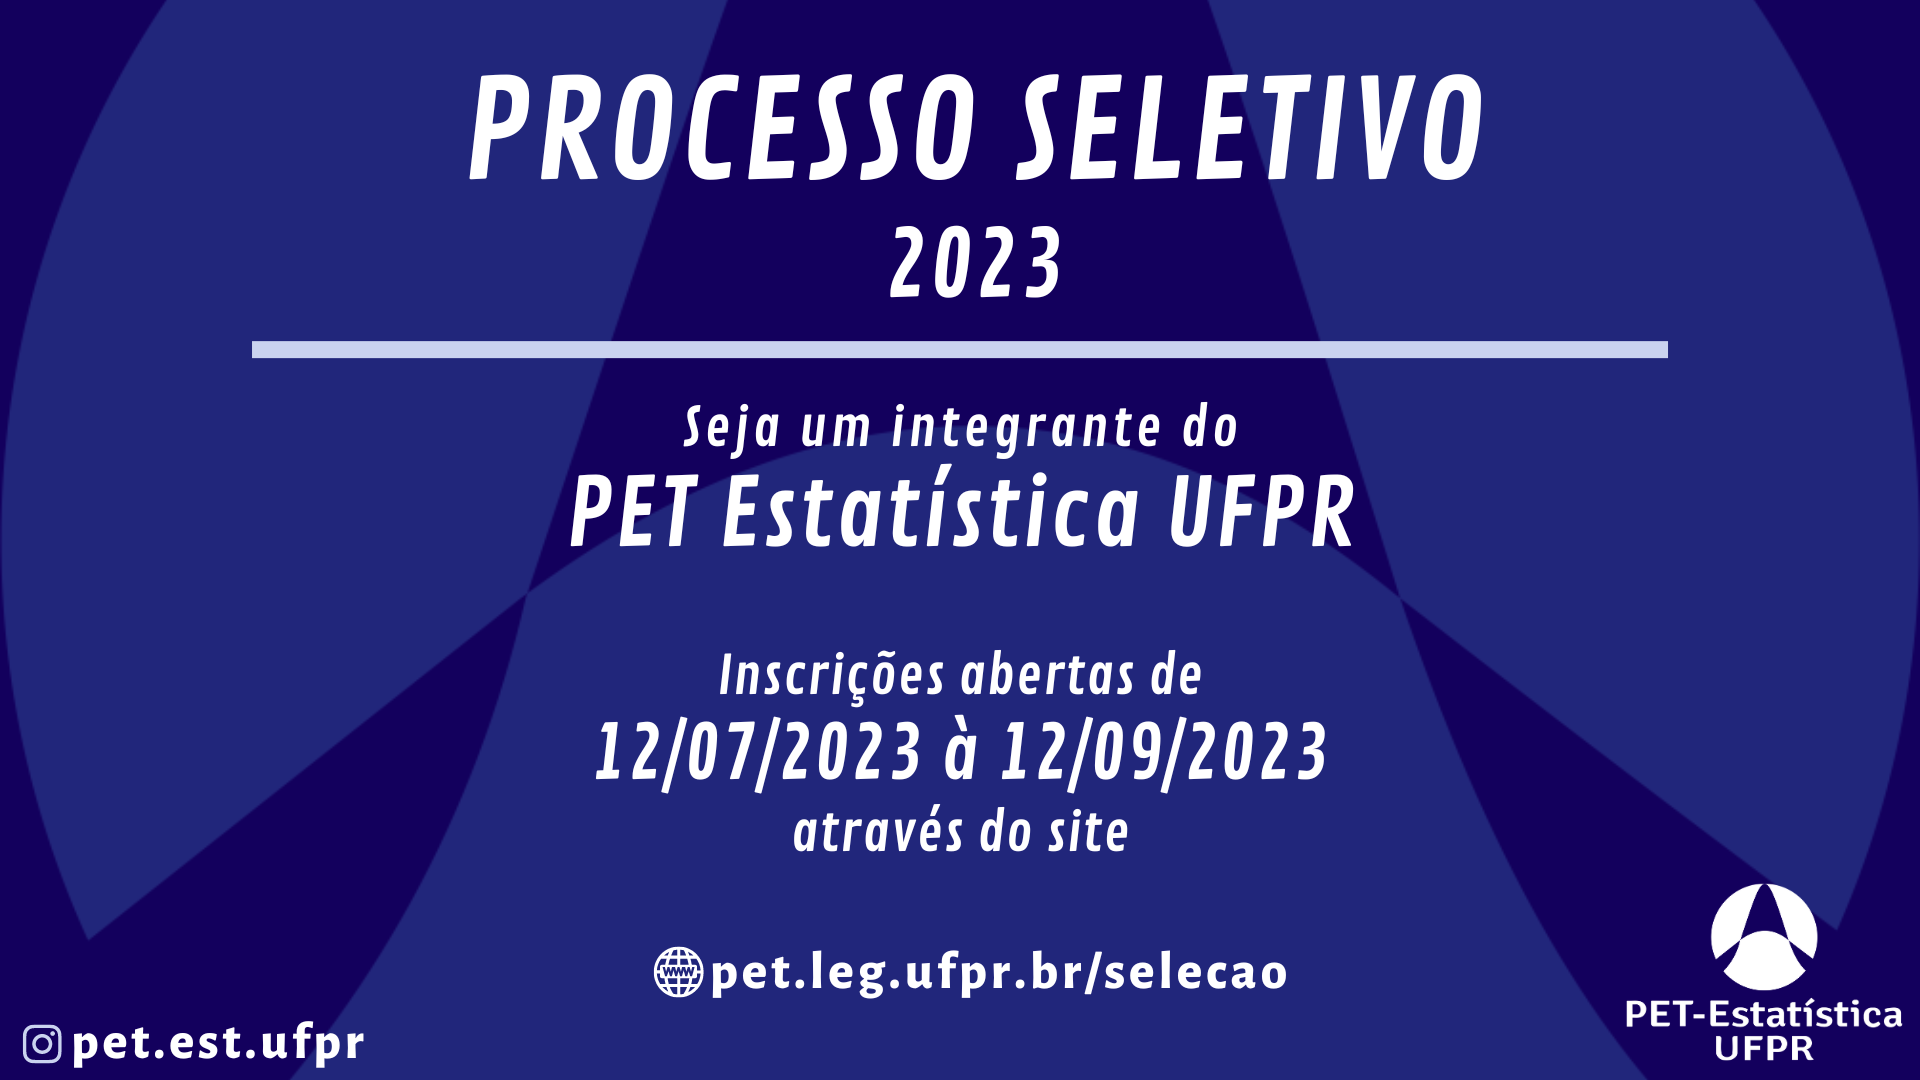 PROCESSO SELETIVO
2023
Seja um integrante do
PET Estatística UFPR
Inscrições abertas de
12/07/2023 à 12/09/2023
através do site
www
pet.leg.ufpr.br/selecao
pet.est.ufpr
PET-Estatística
UFPR